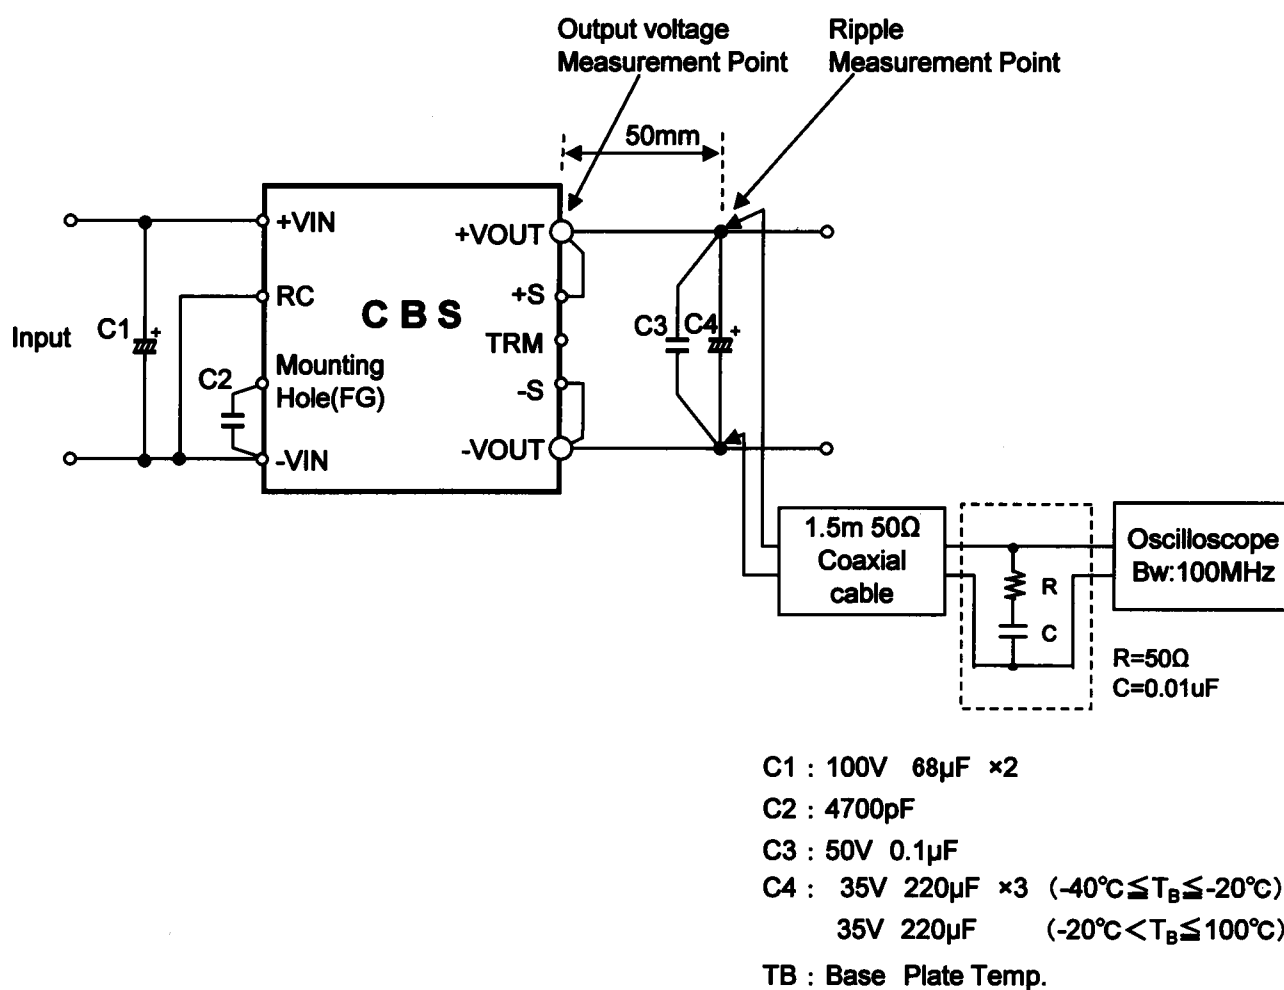 Output voltage
Measurement Point
Ripple
Measurement Point
50mm
+VIN
+VOUT
RC
+S
C B S
Input
C1
+
C3
C4
+
TRM
Mounting
Hole(FG)
C2
-S
-VOUT
-VIN
1.5m 50Ω
Coaxial
cable
R
C
Oscilloscope
Bw:100MHz
R=50Ω
C=0.01uF
C1 : 100V 68µF ×2
C2 : 4700pF
C3 : 50V 0.1µF
C4 : 35V 220µF ×3 (-40℃≦TB≦-20℃)
35V 220µF (-20℃<TB≦100℃)
TB : Base Plate Temp.